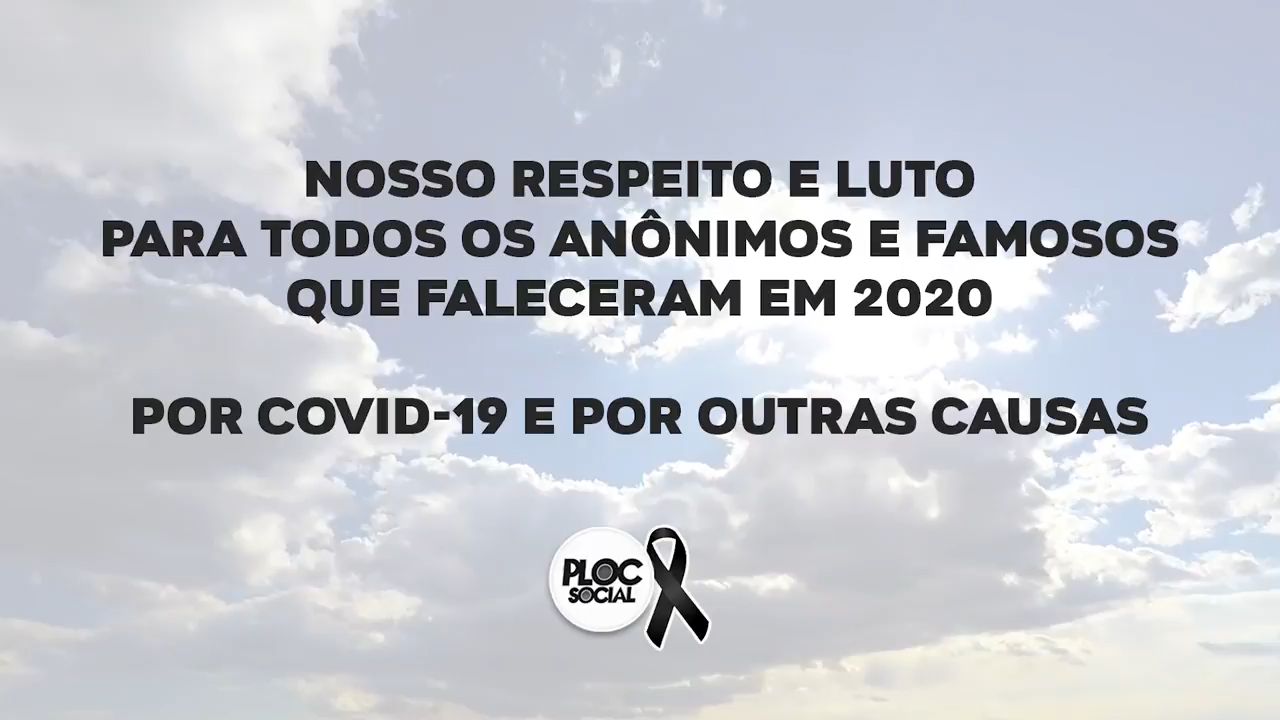 NOSSO RESPEITO E LUTO
PARA TODOS OS ANÔNIMOS E FAMOSOS
QUE FALECERAM EM 2020
POR COVID-19 E POR OUTRAS CAUSAS
PLOC
SOCIAL